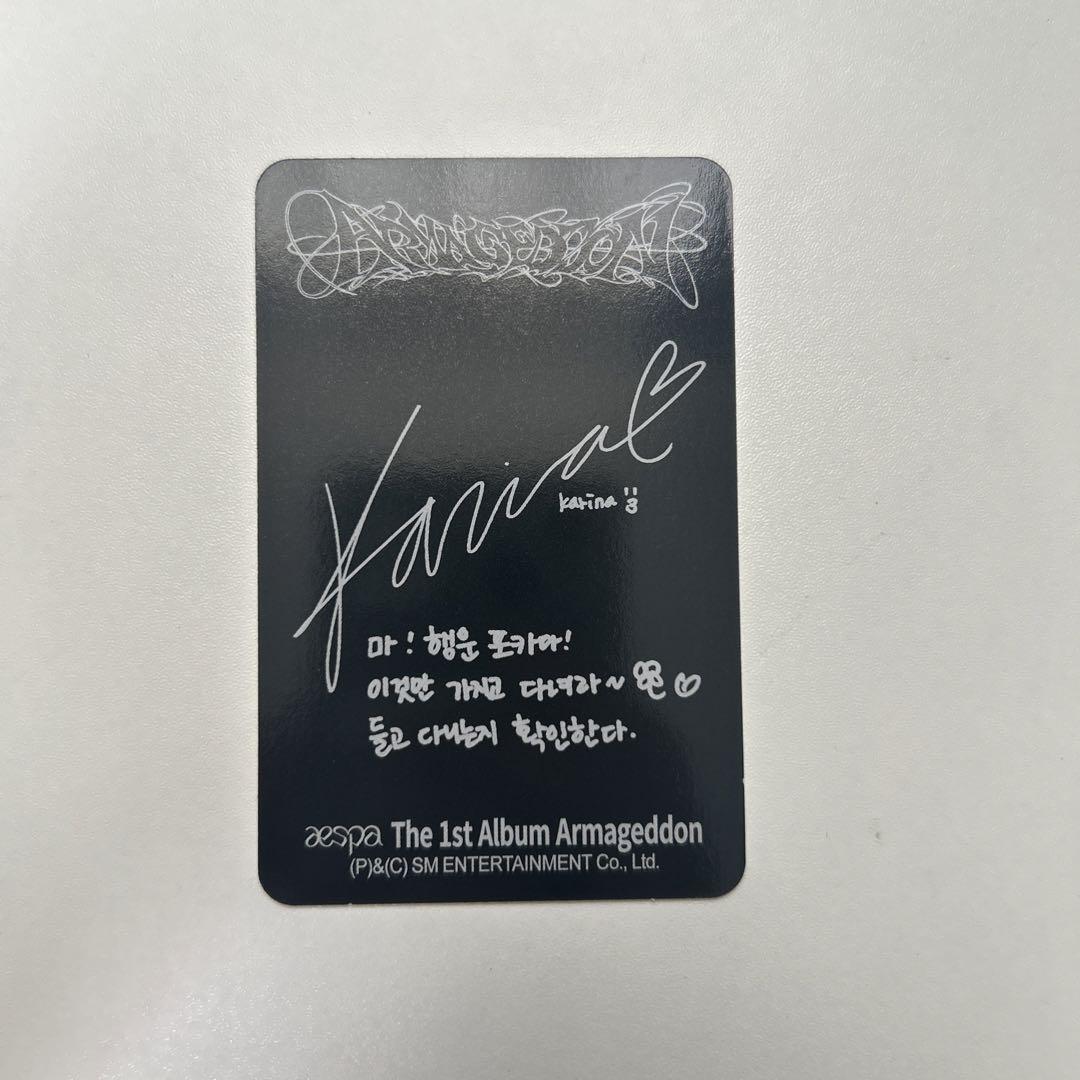 ARMAGEDDON
Karina
karina
마! 행운 포카다!
이것만 가지고 다녀라~
들고 다니는지 확인한다.
aespa The 1st Album Armageddon
(P)&(C) SM ENTERTAINMENT Co., Ltd.